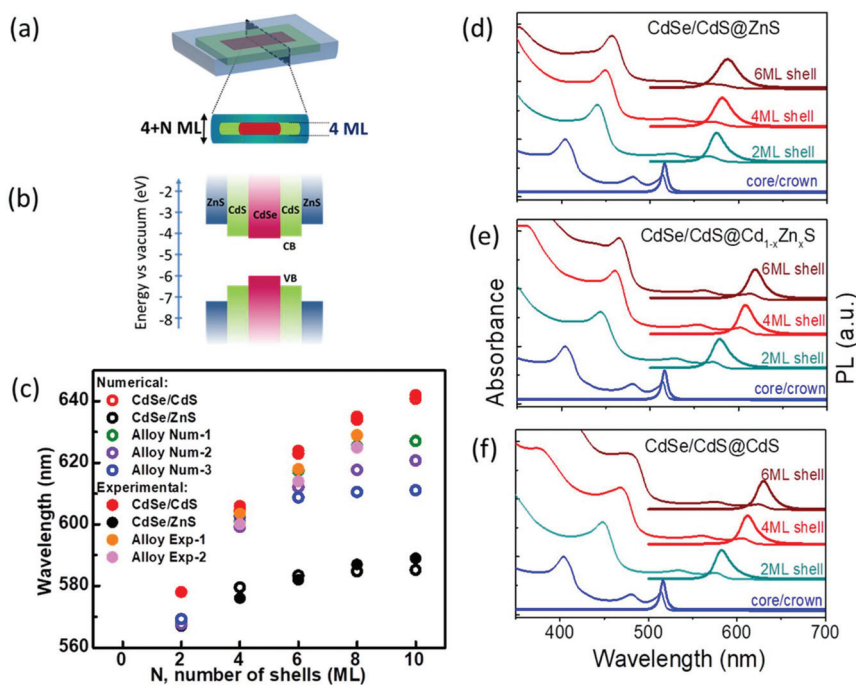 (a)
4+N ML
4 ML
(b)
Energy vs vacuum (eV)
-2
-3
-4
-5
-6
-7
-8
ZnS
CdS
CdSe
CdS
ZnS
CB
VB
(c)
Wavelength (nm)
640
620
600
580
560
Numerical:
CdSe/CdS
CdSe/ZnS
Alloy Num-1
Alloy Num-2
Alloy Num-3
Experimental:
CdSe/CdS
CdSe/ZnS
Alloy Exp-1
Alloy Exp-2
0 2 4 6 8 10
N, number of shells (ML)
(d)
CdSe/CdS@ZnS
6ML shell
4ML shell
2ML shell
core/crown
(e)
CdSe/CdS@Cd1-xZnxS
6ML shell
4ML shell
2ML shell
core/crown
Absorbance
PL (a.u.)
(f)
CdSe/CdS@CdS
6ML shell
4ML shell
2ML shell
core/crown
400 500 600 700
Wavelength (nm)